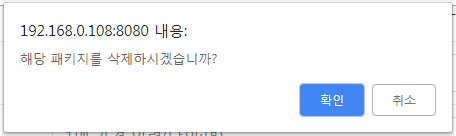 192.168.0.108:8080 내용:
해당 패키지를 삭제하시겠습니까?
확인
취소